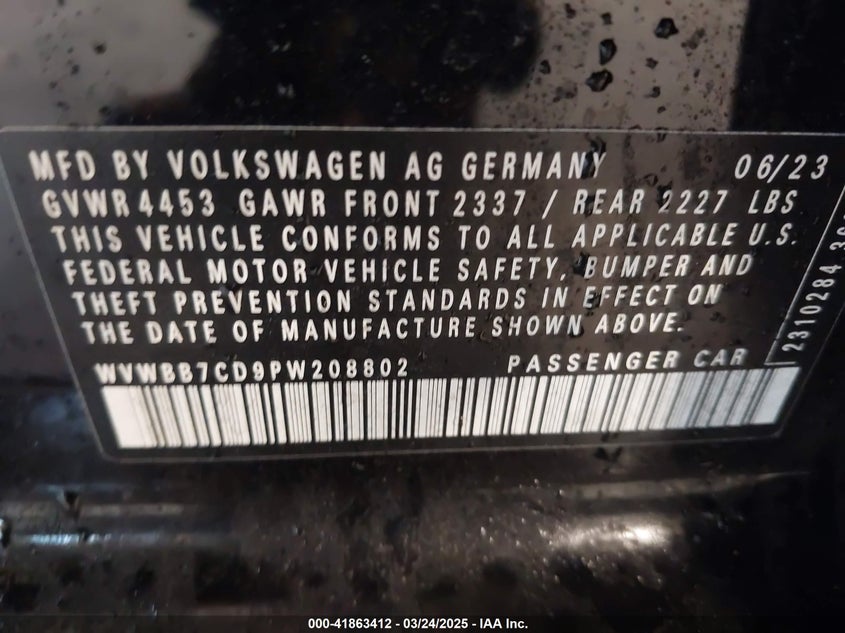 MFD BY VOLKSWAGEN AG GERMANY 06/23
GVWR 4453 GAWR FRONT 2337 / REAR 2227 LBS
THIS VEHICLE CONFORMS TO ALL APPLICABLE U.S.
FEDERAL MOTOR VEHICLE SAFETY, BUMPER AND
THEFT PREVENTION STANDARDS IN EFFECT ON
THE DATE OF MANUFACTURE SHOWN ABOVE.
WVWBB7CD9PW208802 PASSENGER CAR
2310284
000-41863412 - 03/24/2025 - IAA Inc.